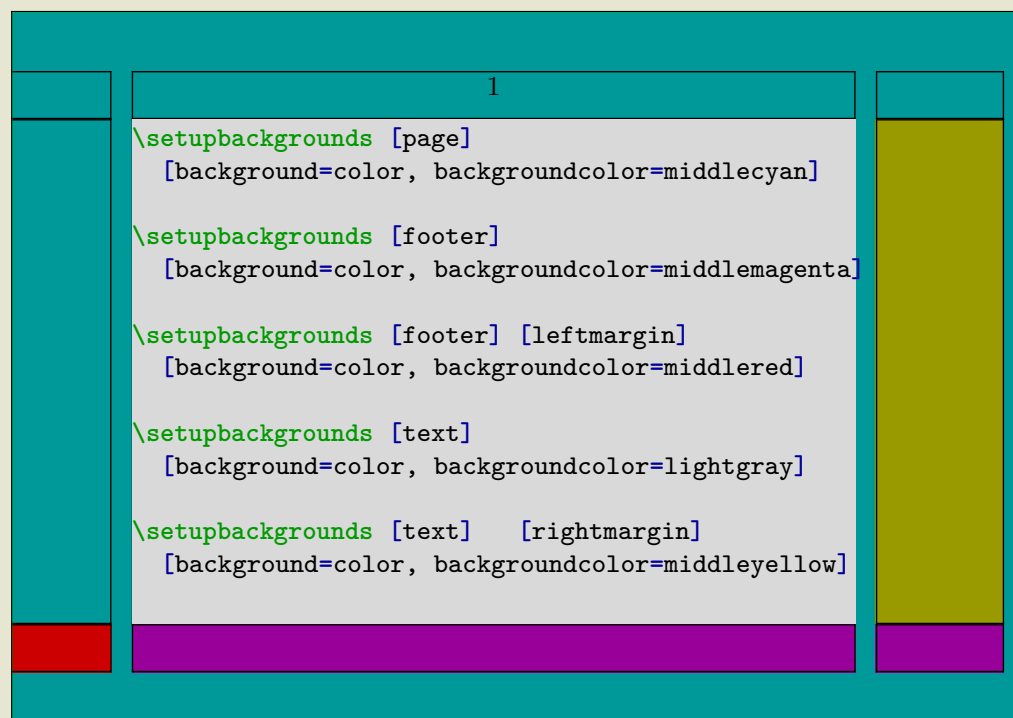 1
\setupbackgrounds [page]
  [background=color, backgroundcolor=middlecyan]
\setupbackgrounds [footer]
  [background=color, backgroundcolor=middlemagenta]
\setupbackgrounds [footer] [leftmargin]
  [background=color, backgroundcolor=middlered]
\setupbackgrounds [text]
  [background=color, backgroundcolor=lightgray]
\setupbackgrounds [text]   [rightmargin]
  [background=color, backgroundcolor=middleyellow]